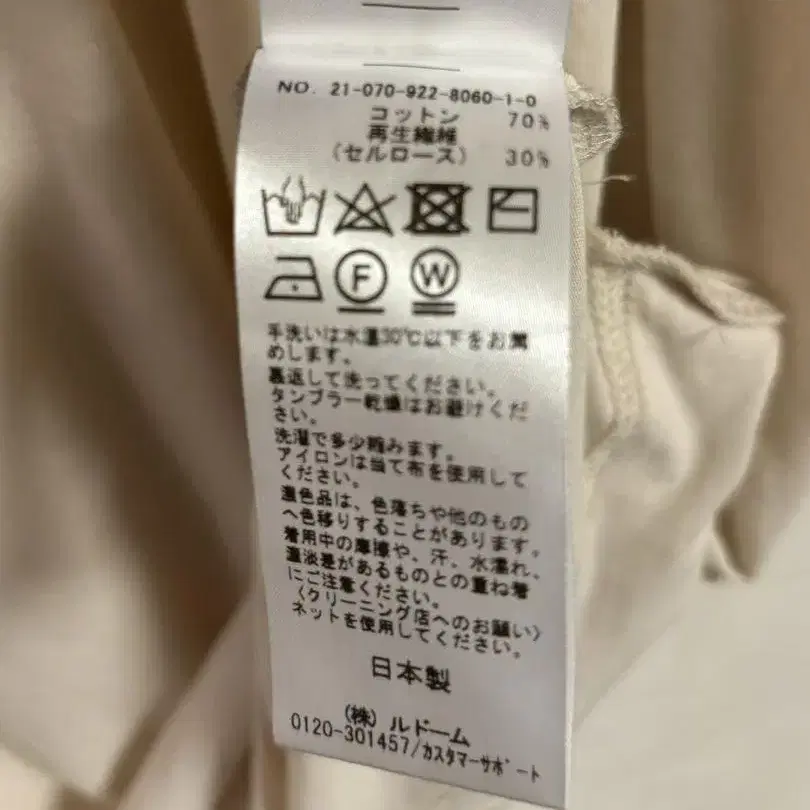 NO. 21-070-922-8060-1-0
コットン 70%
再生繊維
(セルロース) 30%
F W
手洗いは水温30℃以下をお薦
めします。
裏返して洗ってください。
タンブラー乾燥はお避けくだ
さい。
洗濯で多少縮みます。
アイロンは当て布を使用して
ください。
濃色品は、色落ちや他のもの
へ色移りすることがあります。
着用中の摩擦や、汗、水濡れ、
濃淡差があるものとの重ね着
にご注意ください。
(クリーニング店へのお願い)
ネットを使用してください。
日本製
(株)ルドーム
0120-301457/カスタマーサポート